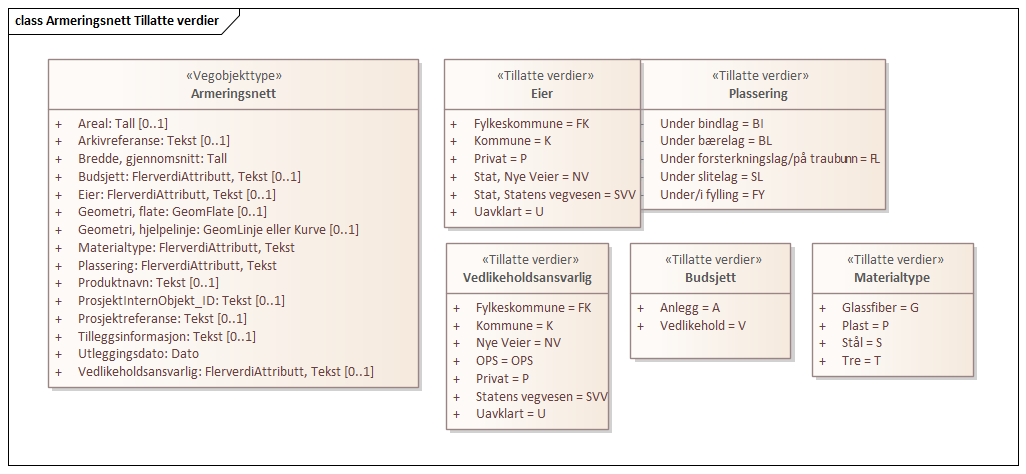 class Armeringsnett Tillatte verdier
«Vegobjekttype»
Armeringsnett
+ Areal: Tall [0..1]
+ Arkivreferanse: Tekst [0..1]
+ Bredde, gjennomsnitt: Tall
+ Budsjett: FlerverdiAttributt, Tekst [0..1]
+ Eier: FlerverdiAttributt, Tekst [0..1]
+ Geometri, flate: GeomFlate [0..1]
+ Geometri, hjelpelinje: GeomLinje eller Kurve [0..1]
+ Materialtype: FlerverdiAttributt, Tekst
+ Plassering: FlerverdiAttributt, Tekst
+ Produktnavn: Tekst [0..1]
+ ProsjektInternObjekt_ID: Tekst [0..1]
+ Prosjektreferanse: Tekst [0..1]
+ Tilleggsinformasjon: Tekst [0..1]
+ Utleggingsdato: Dato
+ Vedlikeholdsansvarlig: FlerverdiAttributt, Tekst [0..1]
«Tillatte verdier»
Eier
+ Fylkeskommune = FK
+ Kommune = K
+ Privat = P
+ Stat, Nye Veier = NV
+ Stat, Statens vegvesen = SVV
+ Uavklart = U
«Tillatte verdier»
Plassering
Under bindlag = BI
Under bærelag = BL
Under forsterkningslag/på traubunn = FL
Under slitelag = SL
Under/i fylling = FY
«Tillatte verdier»
Vedlikeholdsansvarlig
+ Fylkeskommune = FK
+ Kommune = K
+ Nye Veier = NV
+ OPS = OPS
+ Privat = P
+ Statens vegvesen = SVV
+ Uavklart = U
«Tillatte verdier»
Budsjett
+ Anlegg = A
+ Vedlikehold = V
«Tillatte verdier»
Materialtype
+ Glassfiber = G
+ Plast = P
+ Stål = S
+ Tre = T